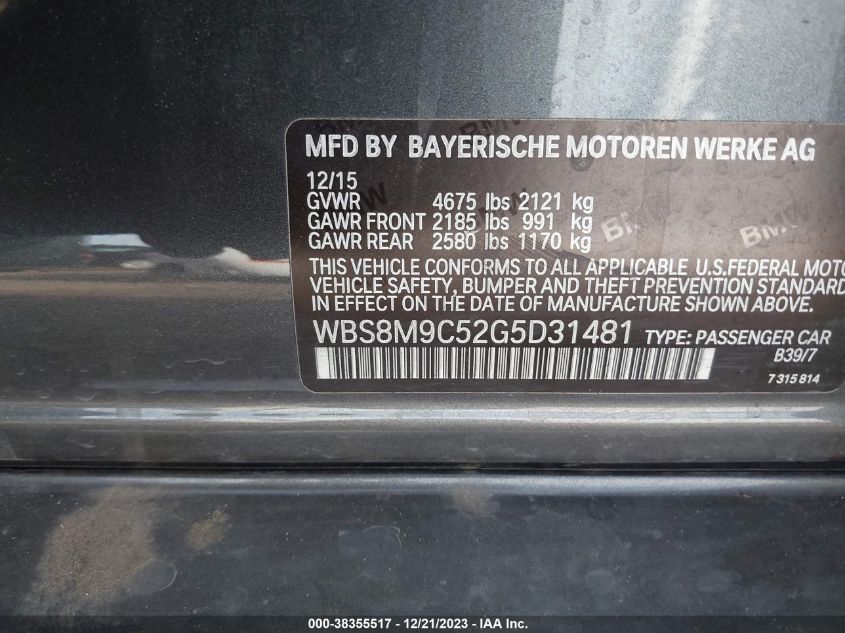 MFD BY BAYERISCHE MOTOREN WERKE AG
12/15
GVWR 4675 lbs 2121 kg
GAWR FRONT 2185 lbs 991 kg
GAWR REAR 2580 lbs 1170 kg
BMW BMW
THIS VEHICLE CONFORMS TO ALL APPLICABLE U.S.FEDERAL MOTO
VEHICLE SAFETY, BUMPER AND THEFT PREVENTION STANDARD
IN EFFECT ON THE DATE OF MANUFACTURE SHOWN ABOVE.
WBS8M9C52G5D31481 TYPE: PASSENGER CAR
B39/7
7315814
000-38355517 - 12/21/2023 - IAA Inc.